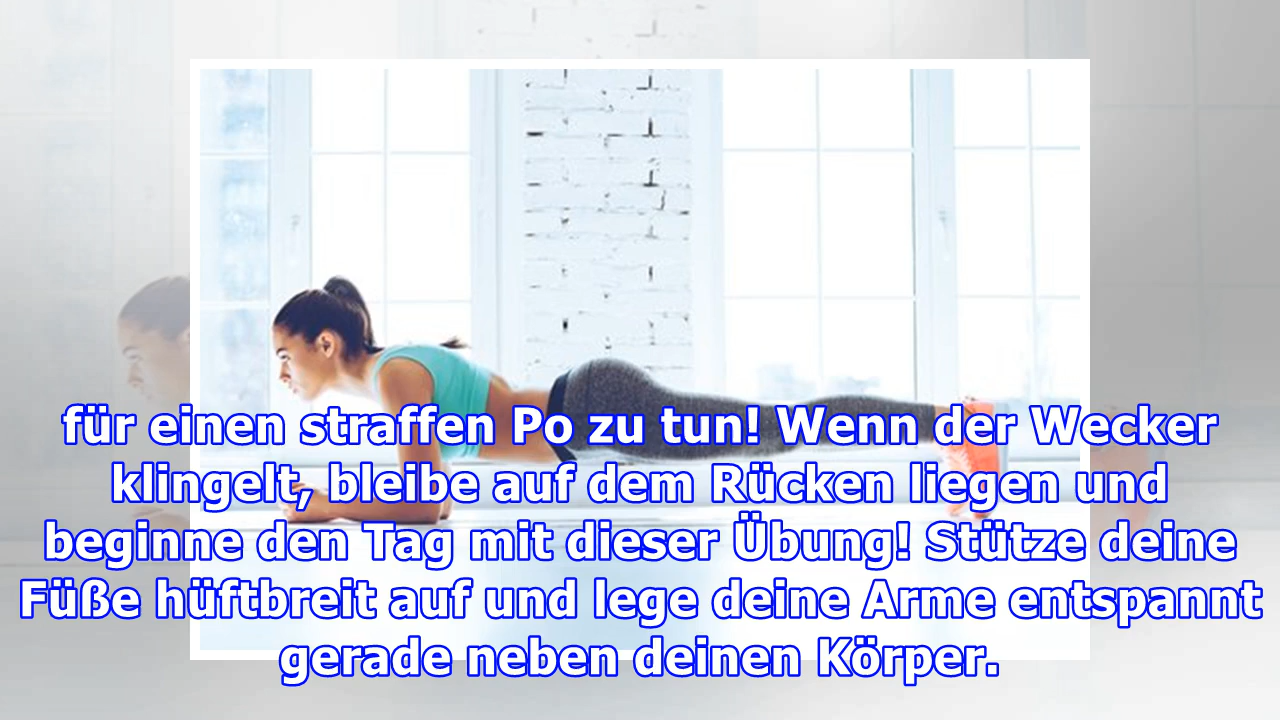 für einen straffen Po zu tun! Wenn der Wecker
klingelt, bleibe auf dem Rücken liegen und
beginne den Tag mit dieser Übung! Stütze deine
Füße hüftbreit auf und lege deine Arme entspannt
gerade neben deinen Körper.